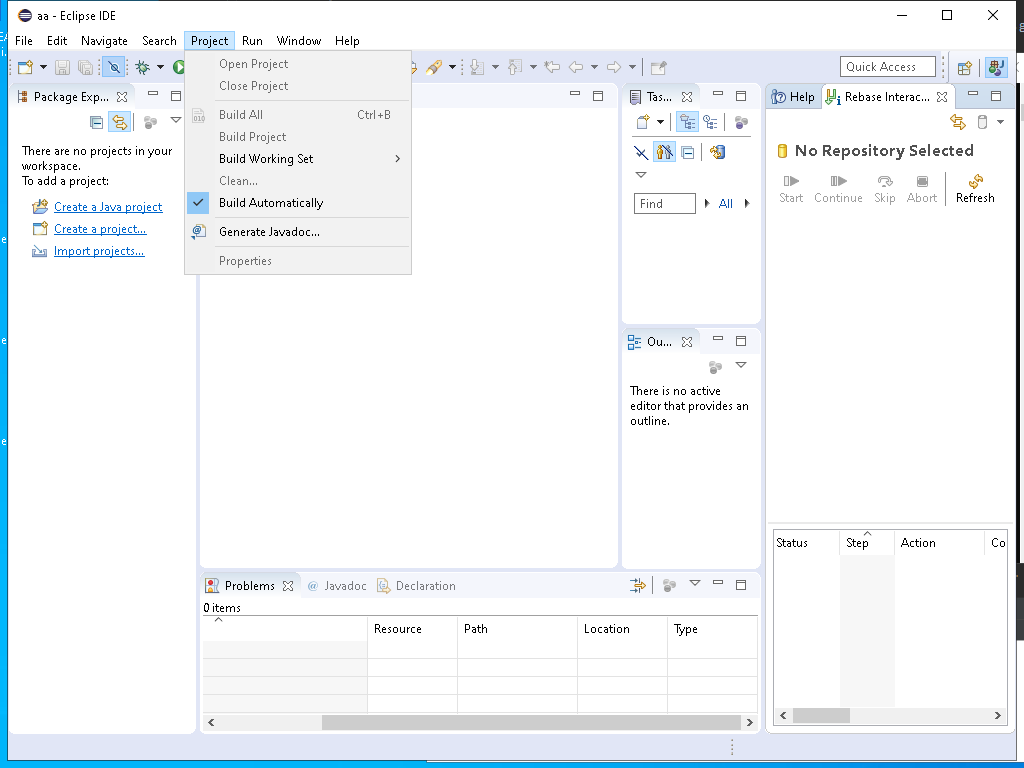 aa - Eclipse IDE
File Edit Navigate Search Project Run Window Help
Quick Access
Open Project
Close Project
Build All Ctrl+B
Build Project
Build Working Set
Clean...
Build Automatically
Generate Javadoc...
Properties
Package Exp...
There are no projects in your
workspace.
To add a project:
Create a Java project
Create a project...
Import projects...
Tas...
Find
All
Ou...
There is no active
editor that provides an
outline.
Help Rebase Interac...
No Repository Selected
Start Continue Skip Abort Refresh
Status Step Action Co
Problems @ Javadoc Declaration
0 items
Resource Path Location Type